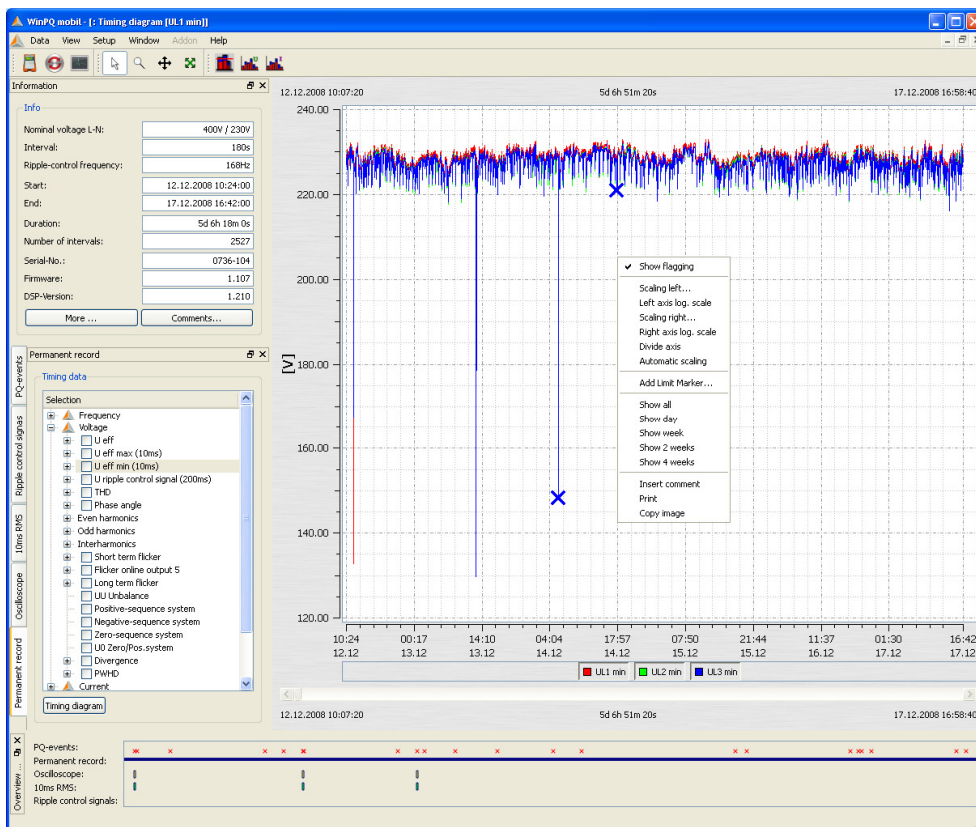 WinPQ mobil - [: Timing diagram [UL1 min]]
Data View Setup Window Addon Help
Information
Info
Nominal voltage L-N: 400V / 230V
Interval: 180s
Ripple-control frequency: 168Hz
Start: 12.12.2008 10:24:00
End: 17.12.2008 16:42:00
Duration: 5d 6h 18m 0s
Number of intervals: 2527
Serial-No.: 0736-104
Firmware: 1.107
DSP-Version: 1.210
More ... Comments...
PQ-events
Ripple control signas
10ms RMS
Oscilloscope
Permanent record
Permanent record
Timing data
Selection
Frequency
Voltage
U eff
U eff max (10ms)
U eff min (10ms)
U ripple control signal (200ms)
THD
Phase angle
Even harmonics
Odd harmonics
Interharmonics
Short term flicker
Flicker online output 5
Long term flicker
UU Unbalance
Positive-sequence system
Negative-sequence system
Zero-sequence system
U0 Zero/Pos.system
Divergence
PWHD
Current
Timing diagram
12.12.2008 10:07:20 5d 6h 51m 20s 17.12.2008 16:58:40
240.00
220.00
200.00
180.00
160.00
140.00
120.00
[V]
Show flagging
Scaling left...
Left axis log. scale
Scaling right...
Right axis log. scale
Divide axis
Automatic scaling
Add Limit Marker...
Show all
Show day
Show week
Show 2 weeks
Show 4 weeks
Insert comment
Print
Copy image
10:24 00:17 14:10 04:04 17:57 07:50 21:44 11:37 01:30 16:42
12.12 13.12 13.12 14.12 14.12 15.12 15.12 16.12 17.12 17.12
UL1 min UL2 min UL3 min
12.12.2008 10:07:20 5d 6h 51m 20s 17.12.2008 16:58:40
Overview ...
PQ-events:
Permanent record:
Oscilloscope:
10ms RMS:
Ripple control signals: